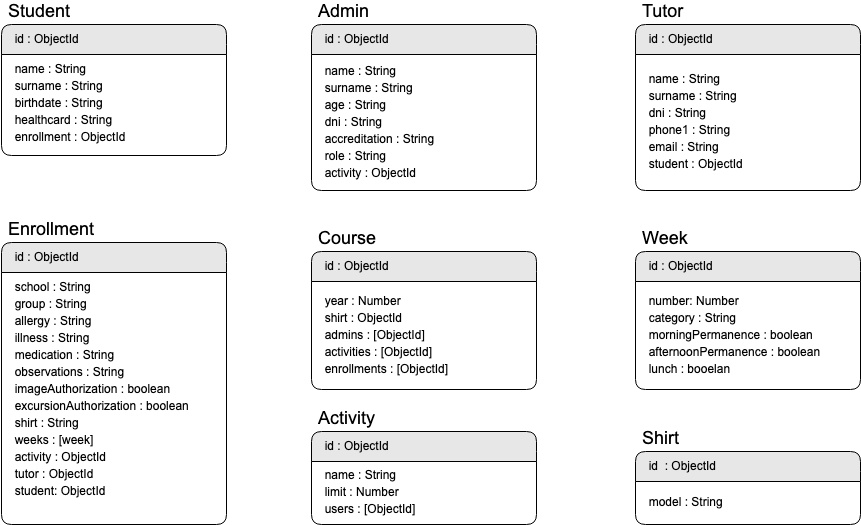 Student
id : ObjectId
name : String
surname : String
birthdate : String
healthcard : String
enrollment : ObjectId
Admin
id : ObjectId
name : String
surname : String
age : String
dni : String
accreditation : String
role : String
activity : ObjectId
Tutor
id : ObjectId
name : String
surname : String
dni : String
phone1 : String
email : String
student : ObjectId
Enrollment
id : ObjectId
school : String
group : String
allergy : String
illness : String
medication : String
observations : String
imageAuthorization : boolean
excursionAuthorization : boolean
shirt : String
weeks : [week]
activity : ObjectId
tutor : ObjectId
student: ObjectId
Course
id : ObjectId
year : Number
shirt : ObjectId
admins : [ObjectId]
activities : [ObjectId]
enrollments : [ObjectId]
Week
id : ObjectId
number: Number
category : String
morningPermanence : boolean
afternoonPermanence : boolean
lunch : booelan
Activity
id : ObjectId
name : String
limit : Number
users : [ObjectId]
Shirt
id : ObjectId
model : String